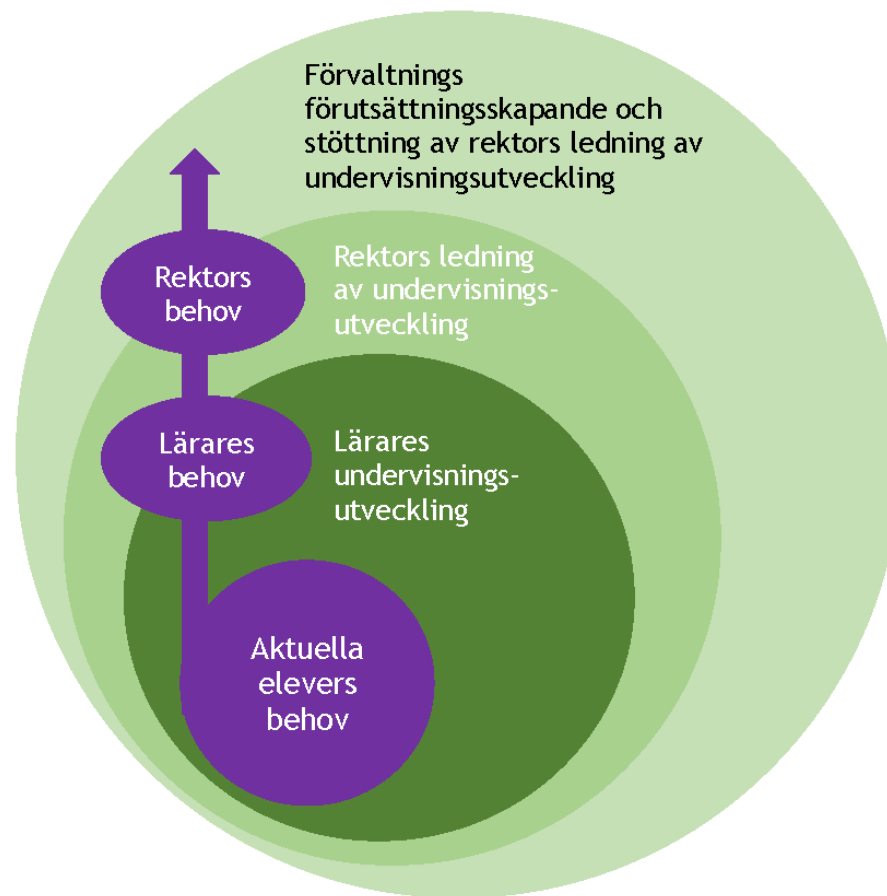 Förvaltnings
förutsättningsskapande och
stöttning av rektors ledning av
undervisningsutveckling
Rektors
behov
Rektors ledning
av undervisnings-
utveckling
Lärares
behov
Lärares
undervisnings-
utveckling
Aktuella
elevers
behov